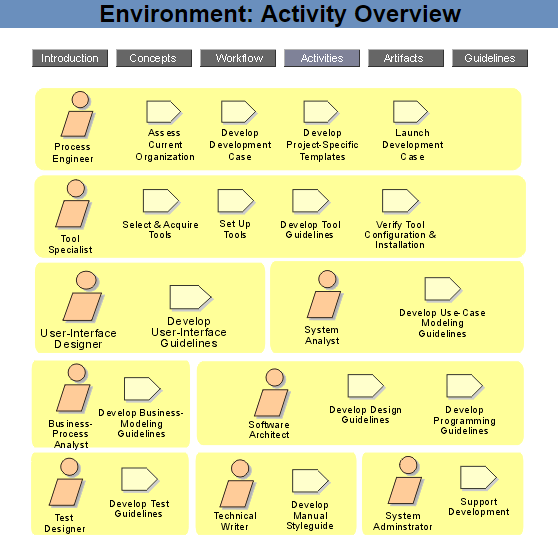 Environment: Activity Overview
Introduction
Concepts
Workflow
Activities
Artifacts
Guidelines
Process
Engineer
Assess
Current
Organization
Develop
Development
Case
Develop
Project-Specific
Templates
Launch
Development
Case
Tool
Specialist
Select & Acquire
Tools
Set Up
Tools
Develop Tool
Guidelines
Verify Tool
Configuration &
Installation
User-Interface
Designer
Develop
User-Interface
Guidelines
System
Analyst
Develop Use-Case
Modeling
Guidelines
Business-
Process
Analyst
Develop Business-
Modeling
Guidelines
Software
Architect
Develop Design
Guidelines
Develop
Programming
Guidelines
Test
Designer
Develop Test
Guidelines
Technical
Writer
Develop
Manual
Styleguide
System
Adminstrator
Support
Development